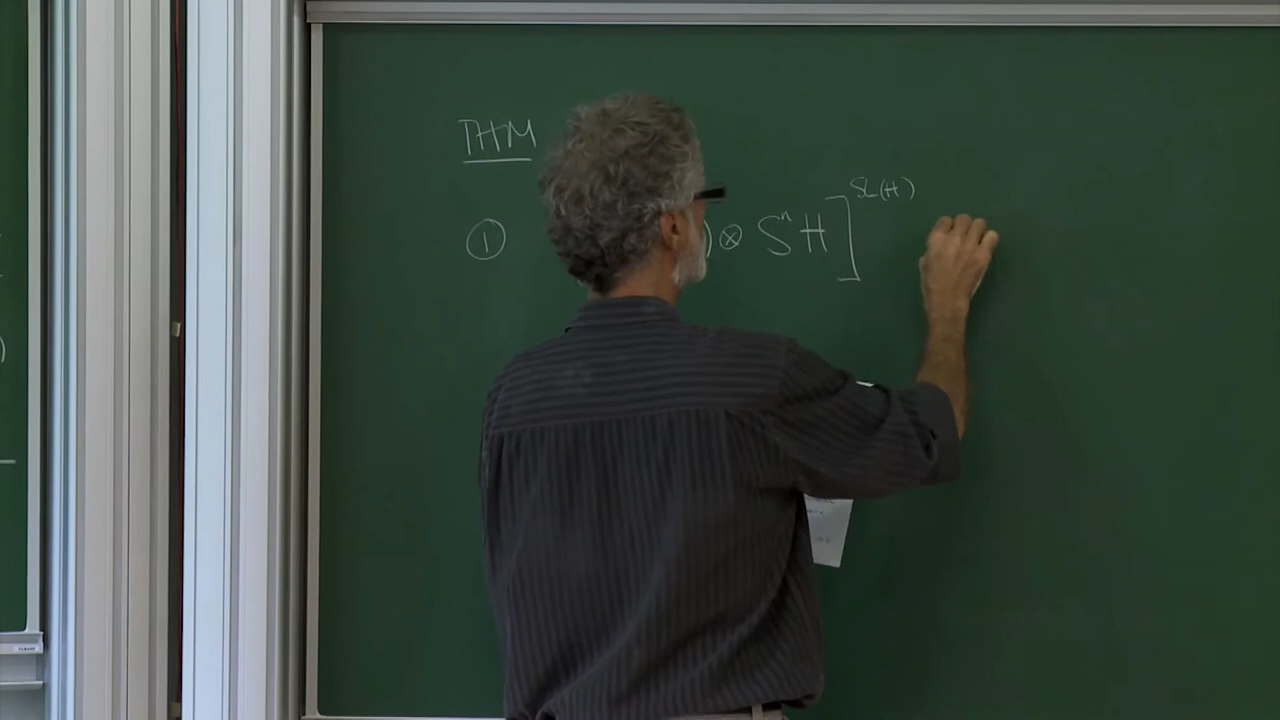 THM
① ) ⊗ SⁿH ]^{SL(H)}
)